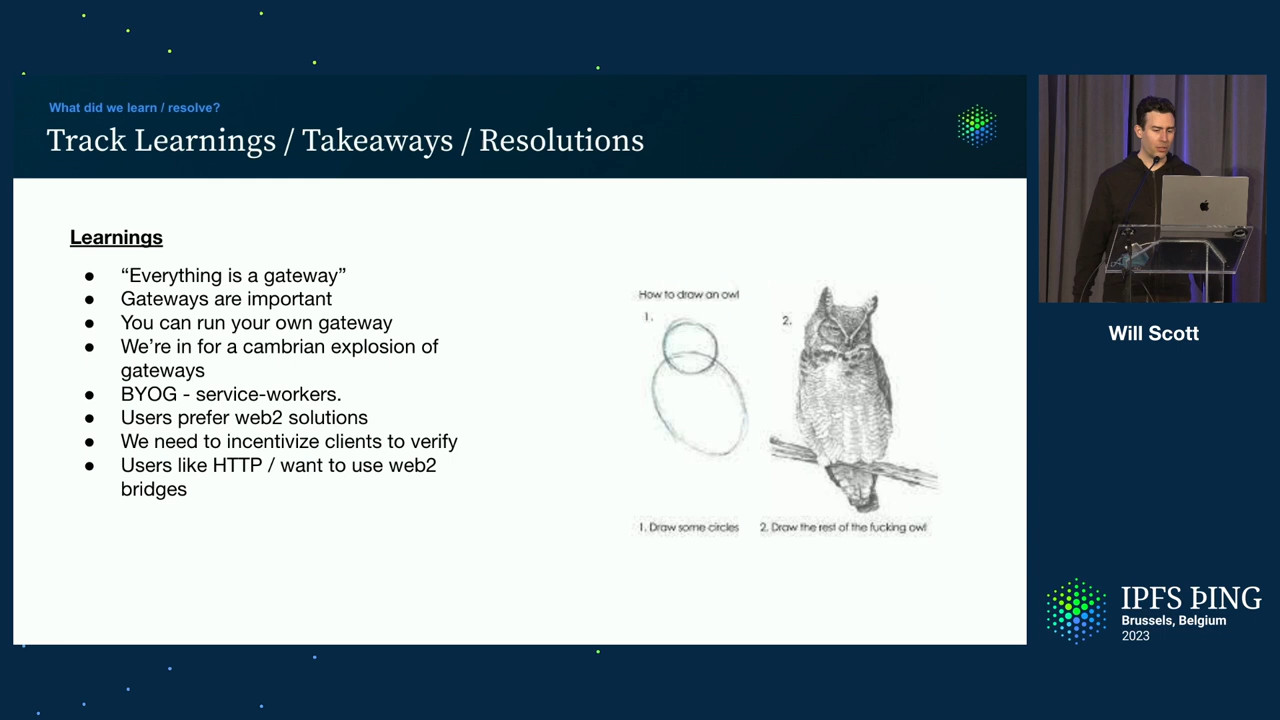 What did we learn / resolve?
Track Learnings / Takeaways / Resolutions
Learnings
● “Everything is a gateway”
● Gateways are important
● You can run your own gateway
● We’re in for a cambrian explosion of
gateways
● BYOG - service-workers.
● Users prefer web2 solutions
● We need to incentivize clients to verify
● Users like HTTP / want to use web2
bridges
How to draw an owl
1.
2.
1. Draw some circles
2. Draw the rest of the fucking owl
Will Scott
IPFS ÞING
Brussels, Belgium
2023